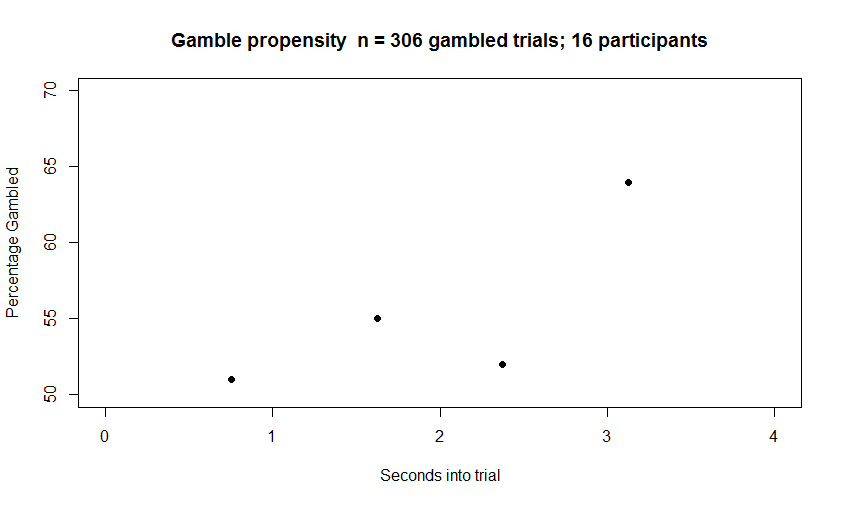 Gamble propensity  n = 306 gambled trials; 16 participants
Percentage Gambled
70
65
60
55
50
0 1 2 3 4
Seconds into trial